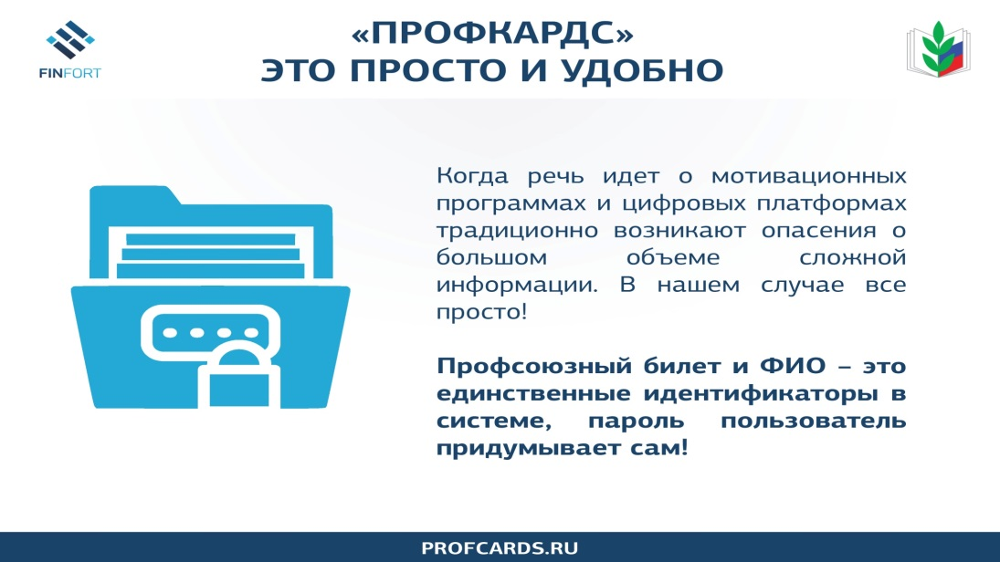 «ПРОФКАРДС»
ЭТО ПРОСТО И УДОБНО
FINFORT
Когда речь идет о мотивационных
программах и цифровых платформах
традиционно возникают опасения о
большом объеме сложной
информации. В нашем случае все
просто!
Профсоюзный билет и ФИО – это
единственные идентификаторы в
системе, пароль пользователь
придумывает сам!
PROFCARDS.RU